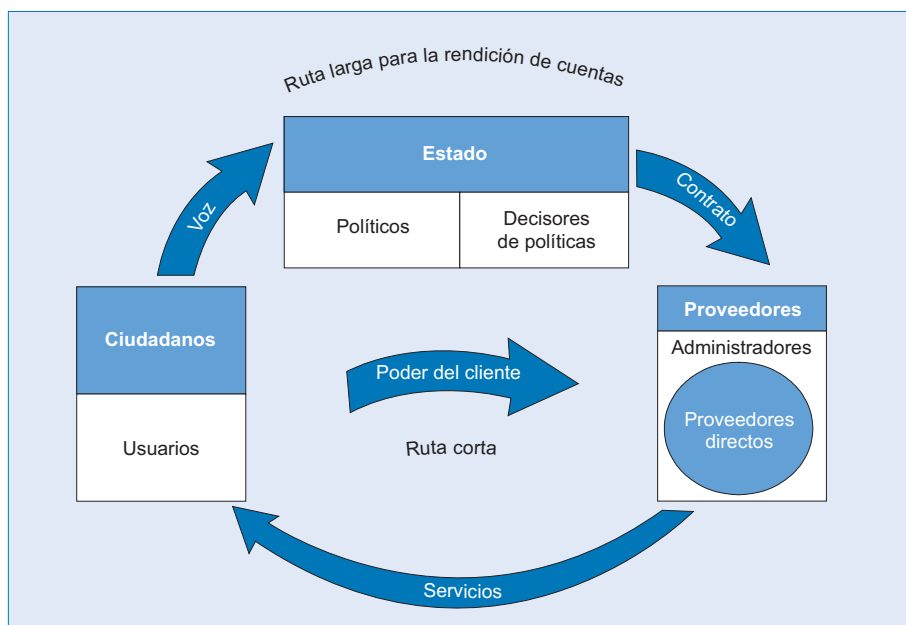 Ruta larga para la rendición de cuentas
Estado
Políticos
Decisores
de políticas
Voz
Contrato
Ciudadanos
Usuarios
Poder del cliente
Ruta corta
Proveedores
Administradores
Proveedores
directos
Servicios